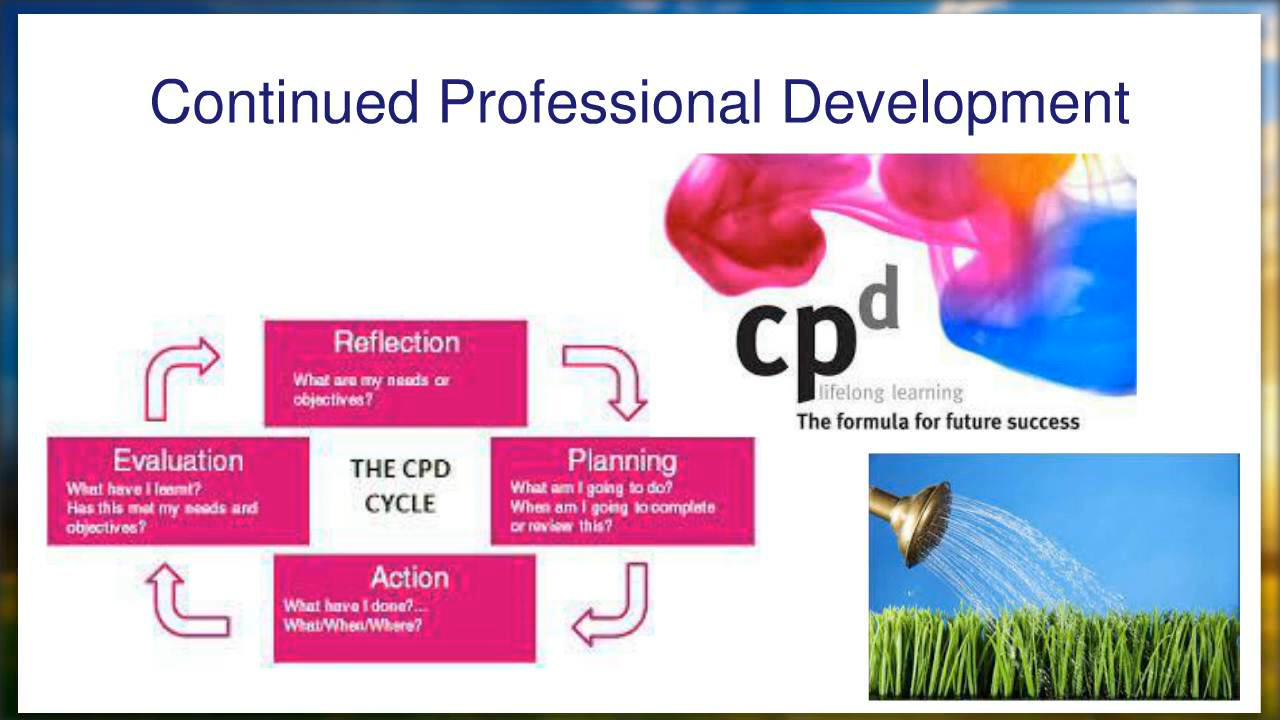 Continued Professional Development
cpd
lifelong learning
The formula for future success
Reflection
What are my needs or
objectives?
Evaluation
What have I learnt?
Has this met my needs and
objectives?
THE CPD
CYCLE
Planning
What am I going to do?
When am I going to complete
or review this?
Action
What have I done?...
What/When/Where?